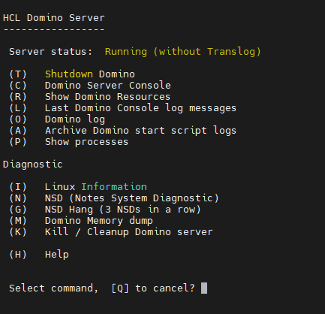 HCL Domino Server
-----------------
Server status:  Running (without Translog)
(T)   Shutdown Domino
(C)   Domino Server Console
(R)   Show Domino Resources
(L)   Last Domino Console log messages
(O)   Domino log
(A)   Archive Domino start script logs
(P)   Show processes
Diagnostic
(I)   Linux Information
(N)   NSD (Notes System Diagnostic)
(G)   NSD Hang (3 NSDs in a row)
(M)   Domino Memory dump
(K)   Kill / Cleanup Domino server
(H)   Help
Select command,  [Q] to cancel?